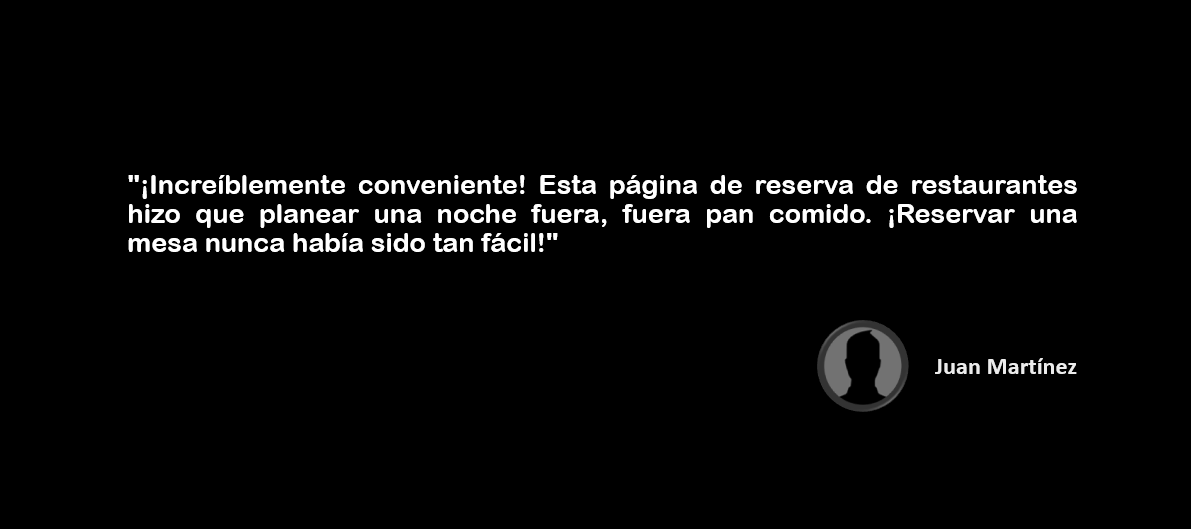 "¡Increíblemente conveniente! Esta página de reserva de restaurantes
hizo que planear una noche fuera, fuera pan comido. ¡Reservar una
mesa nunca había sido tan fácil!"
Juan Martínez